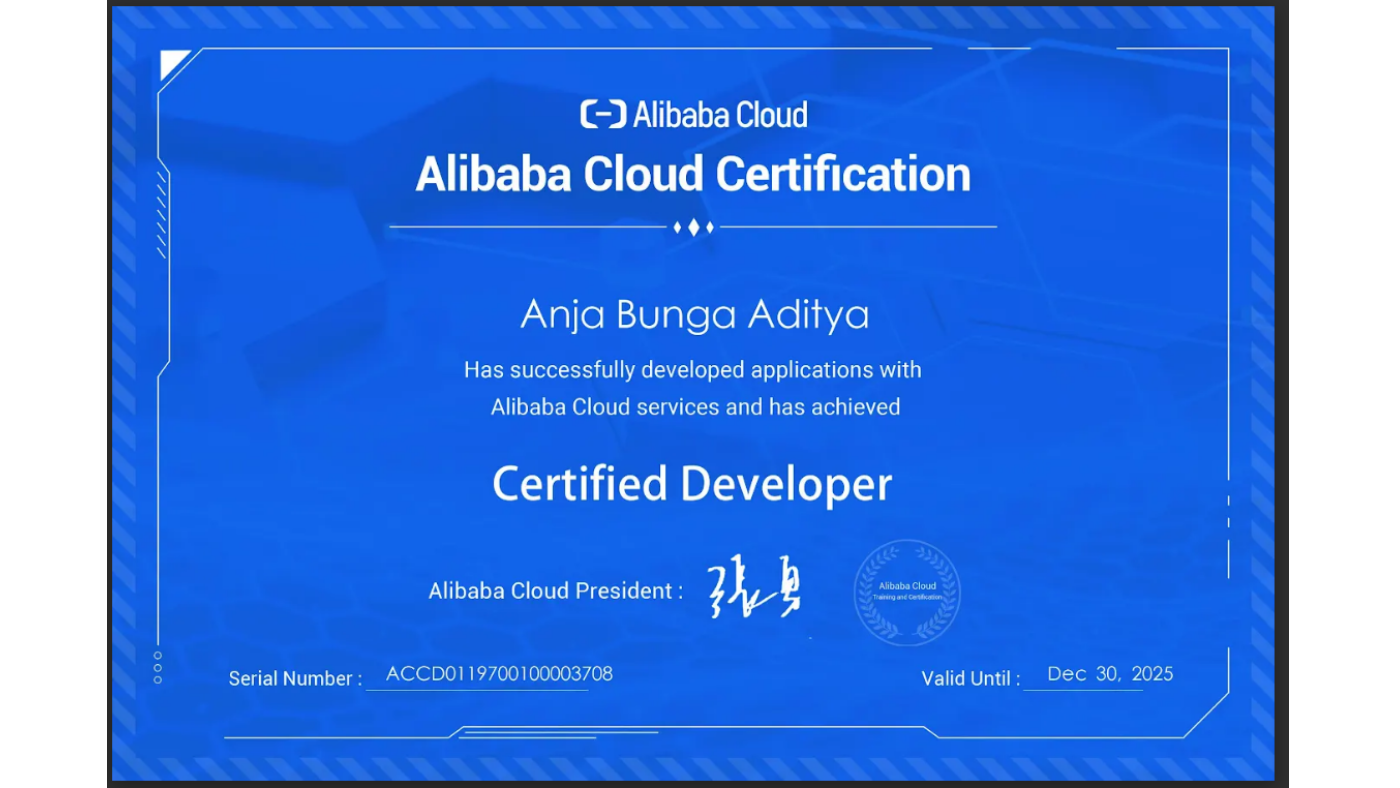 Alibaba Cloud
Alibaba Cloud Certification
Anja Bunga Aditya
Has successfully developed applications with
Alibaba Cloud services and has achieved
Certified Developer
Alibaba Cloud President : 張勇
Alibaba Cloud
Training and Certification
Serial Number : ACCD0119700100003708
Valid Until : Dec 30, 2025